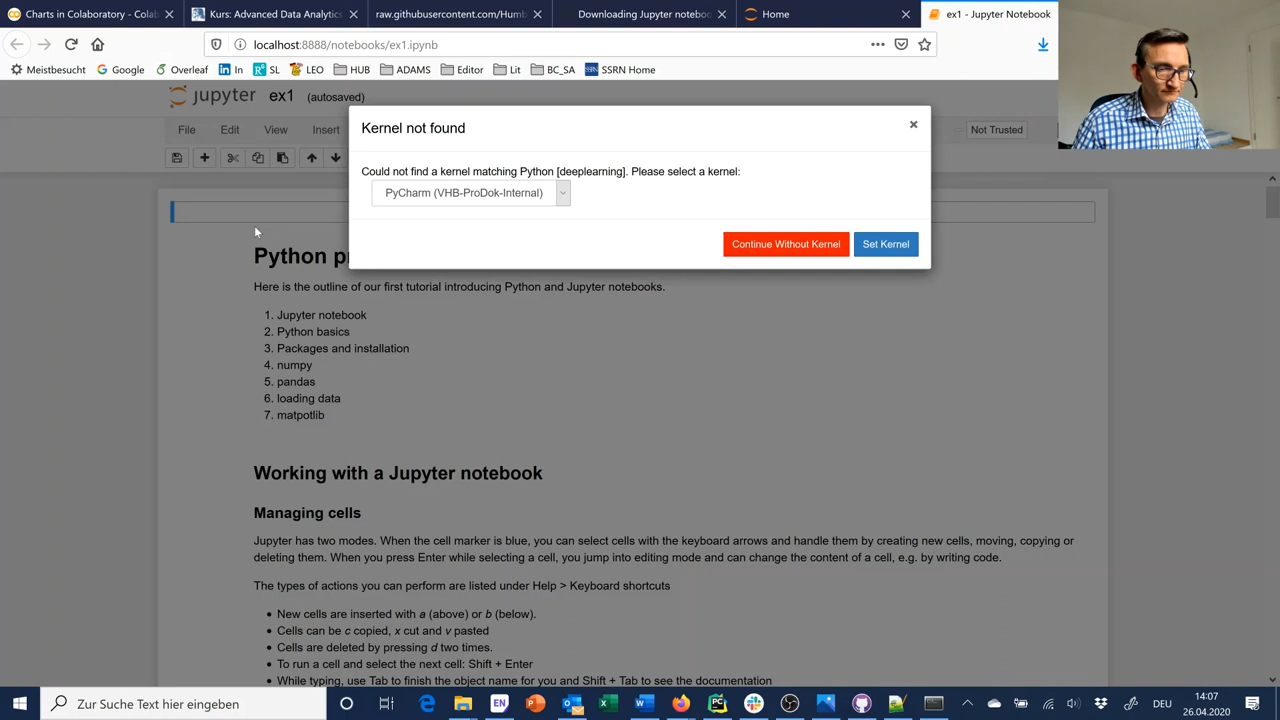 Charts in Colaboratory - Colab
Kurs Advanced Data Analytics
raw.githubusercontent.com/Humb
Downloading Jupyter noteboo
Home
ex1 - Jupyter Notebook
localhost:8888/notebooks/ex1.ipynb
Meistbesucht
Google
Overleaf
In
SL
LEO
HUB
ADAMS
Editor
Lit
BC_SA
SSRN Home
jupyter ex1 (autosaved)
File Edit View Insert
Not Trusted
Kernel not found
Could not find a kernel matching Python [deeplearning]. Please select a kernel:
PyCharm (VHB-ProDok-Internal)
Continue Without Kernel
Set Kernel
Python p
Here is the outline of our first tutorial introducing Python and Jupyter notebooks.
1. Jupyter notebook
2. Python basics
3. Packages and installation
4. numpy
5. pandas
6. loading data
7. matpotlib
Working with a Jupyter notebook
Managing cells
Jupyter has two modes. When the cell marker is blue, you can select cells with the keyboard arrows and handle them by creating new cells, moving, copying or
deleting them. When you press Enter while selecting a cell, you jump into editing mode and can change the content of a cell, e.g. by writing code.
The types of actions you can perform are listed under Help > Keyboard shortcuts
• New cells are inserted with a (above) or b (below).
• Cells can be c copied, x cut and v pasted
• Cells are deleted by pressing d two times.
• To run a cell and select the next cell: Shift + Enter
• While typing, use Tab to finish the object name for you and Shift + Tab to see the documentation
Zur Suche Text hier eingeben
EN
DEU
14:07
26.04.2020